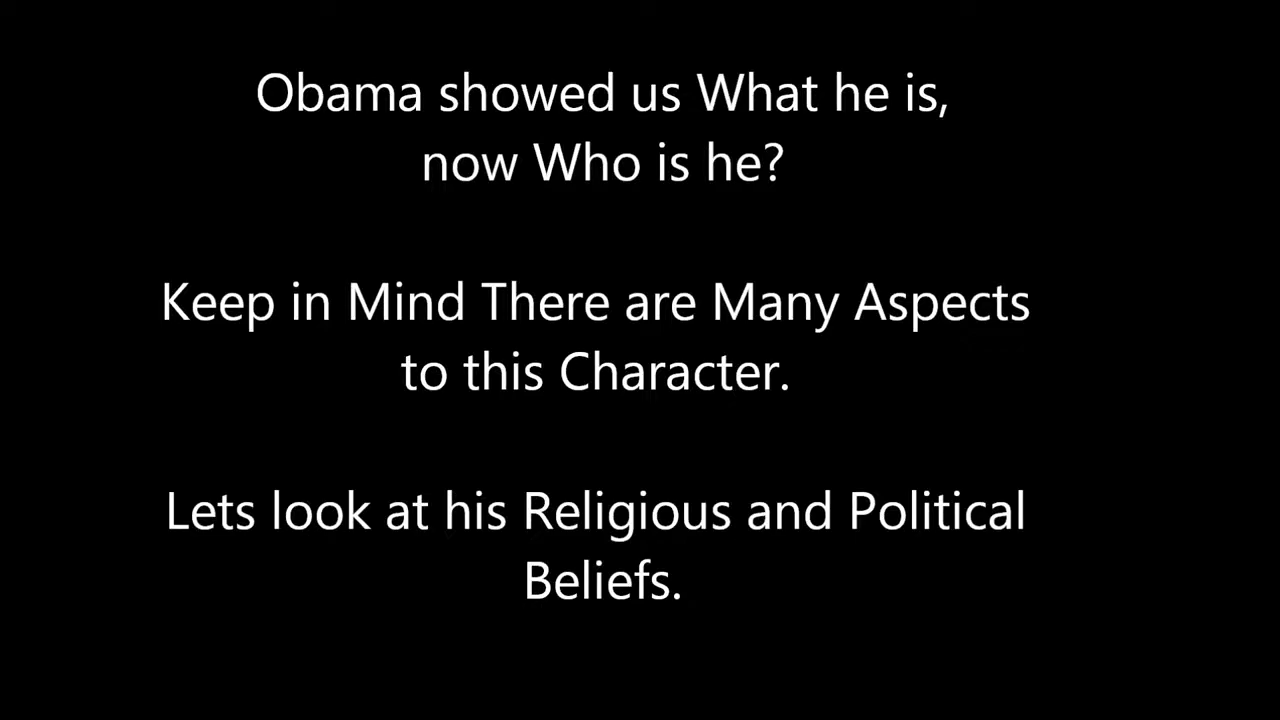 Obama showed us What he is,
now Who is he?
Keep in Mind There are Many Aspects
to this Character.
Lets look at his Religious and Political
Beliefs.